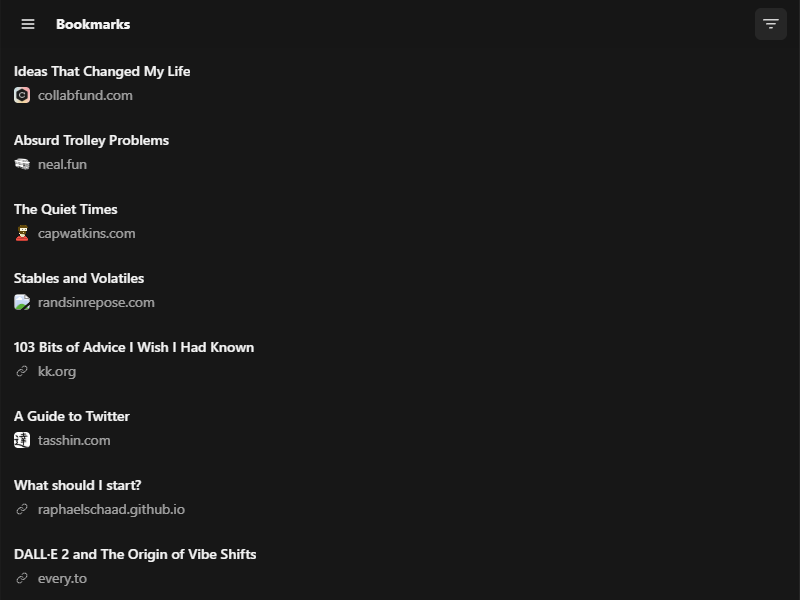 Bookmarks
Ideas That Changed My Life
collabfund.com
Absurd Trolley Problems
neal.fun
The Quiet Times
capwatkins.com
Stables and Volatiles
randsinrepose.com
103 Bits of Advice I Wish I Had Known
kk.org
A Guide to Twitter
tasshin.com
What should I start?
raphaelschaad.github.io
DALL·E 2 and The Origin of Vibe Shifts
every.to